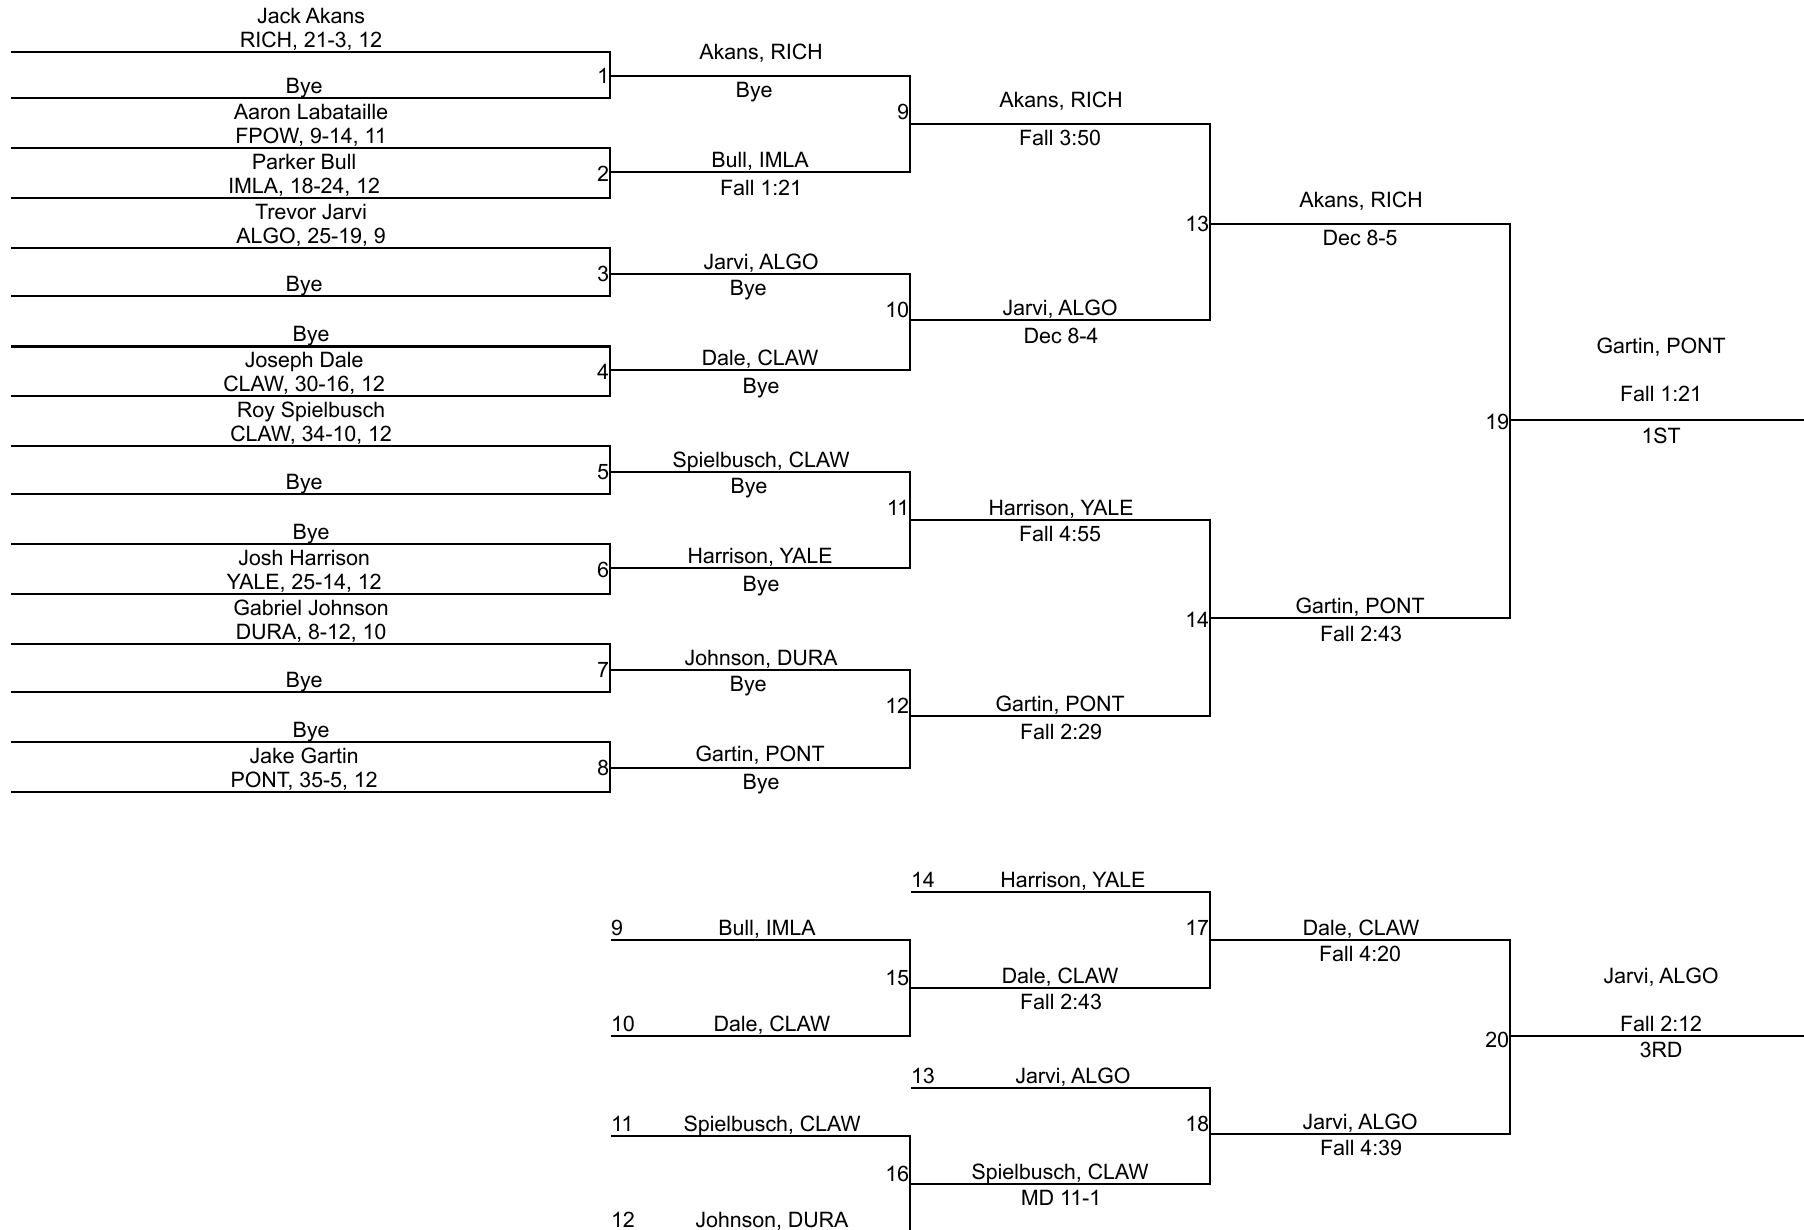 Jack Akans
RICH, 21-3, 12
Bye
1
Aaron Labataille
FPOW, 9-14, 11
Parker Bull
IMLA, 18-24, 12
2
Trevor Jarvi
ALGO, 25-19, 9
Bye
3
Bye
Joseph Dale
CLAW, 30-16, 12
4
Roy Spielbusch
CLAW, 34-10, 12
Bye
5
Bye
Josh Harrison
YALE, 25-14, 12
6
Gabriel Johnson
DURA, 8-12, 10
Bye
7
Bye
Jake Gartin
PONT, 35-5, 12
8
Akans, RICH
Bye
9
Bull, IMLA
Fall 1:21
Jarvi, ALGO
Bye
10
Dale, CLAW
Bye
Spielbusch, CLAW
Bye
11
Harrison, YALE
Bye
Johnson, DURA
Bye
12
Gartin, PONT
Bye
Akans, RICH
Fall 3:50
13
Jarvi, ALGO
Dec 8-4
Harrison, YALE
Fall 4:55
14
Gartin, PONT
Fall 2:29
Akans, RICH
Dec 8-5
19
Gartin, PONT
Fall 2:43
Gartin, PONT
Fall 1:21
1ST
9 Bull, IMLA
15
10 Dale, CLAW
11 Spielbusch, CLAW
16
12 Johnson, DURA
14 Harrison, YALE
17
Dale, CLAW
Fall 2:43
13 Jarvi, ALGO
18
Spielbusch, CLAW
MD 11-1
Dale, CLAW
Fall 4:20
20
Jarvi, ALGO
Fall 4:39
Jarvi, ALGO
Fall 2:12
3RD